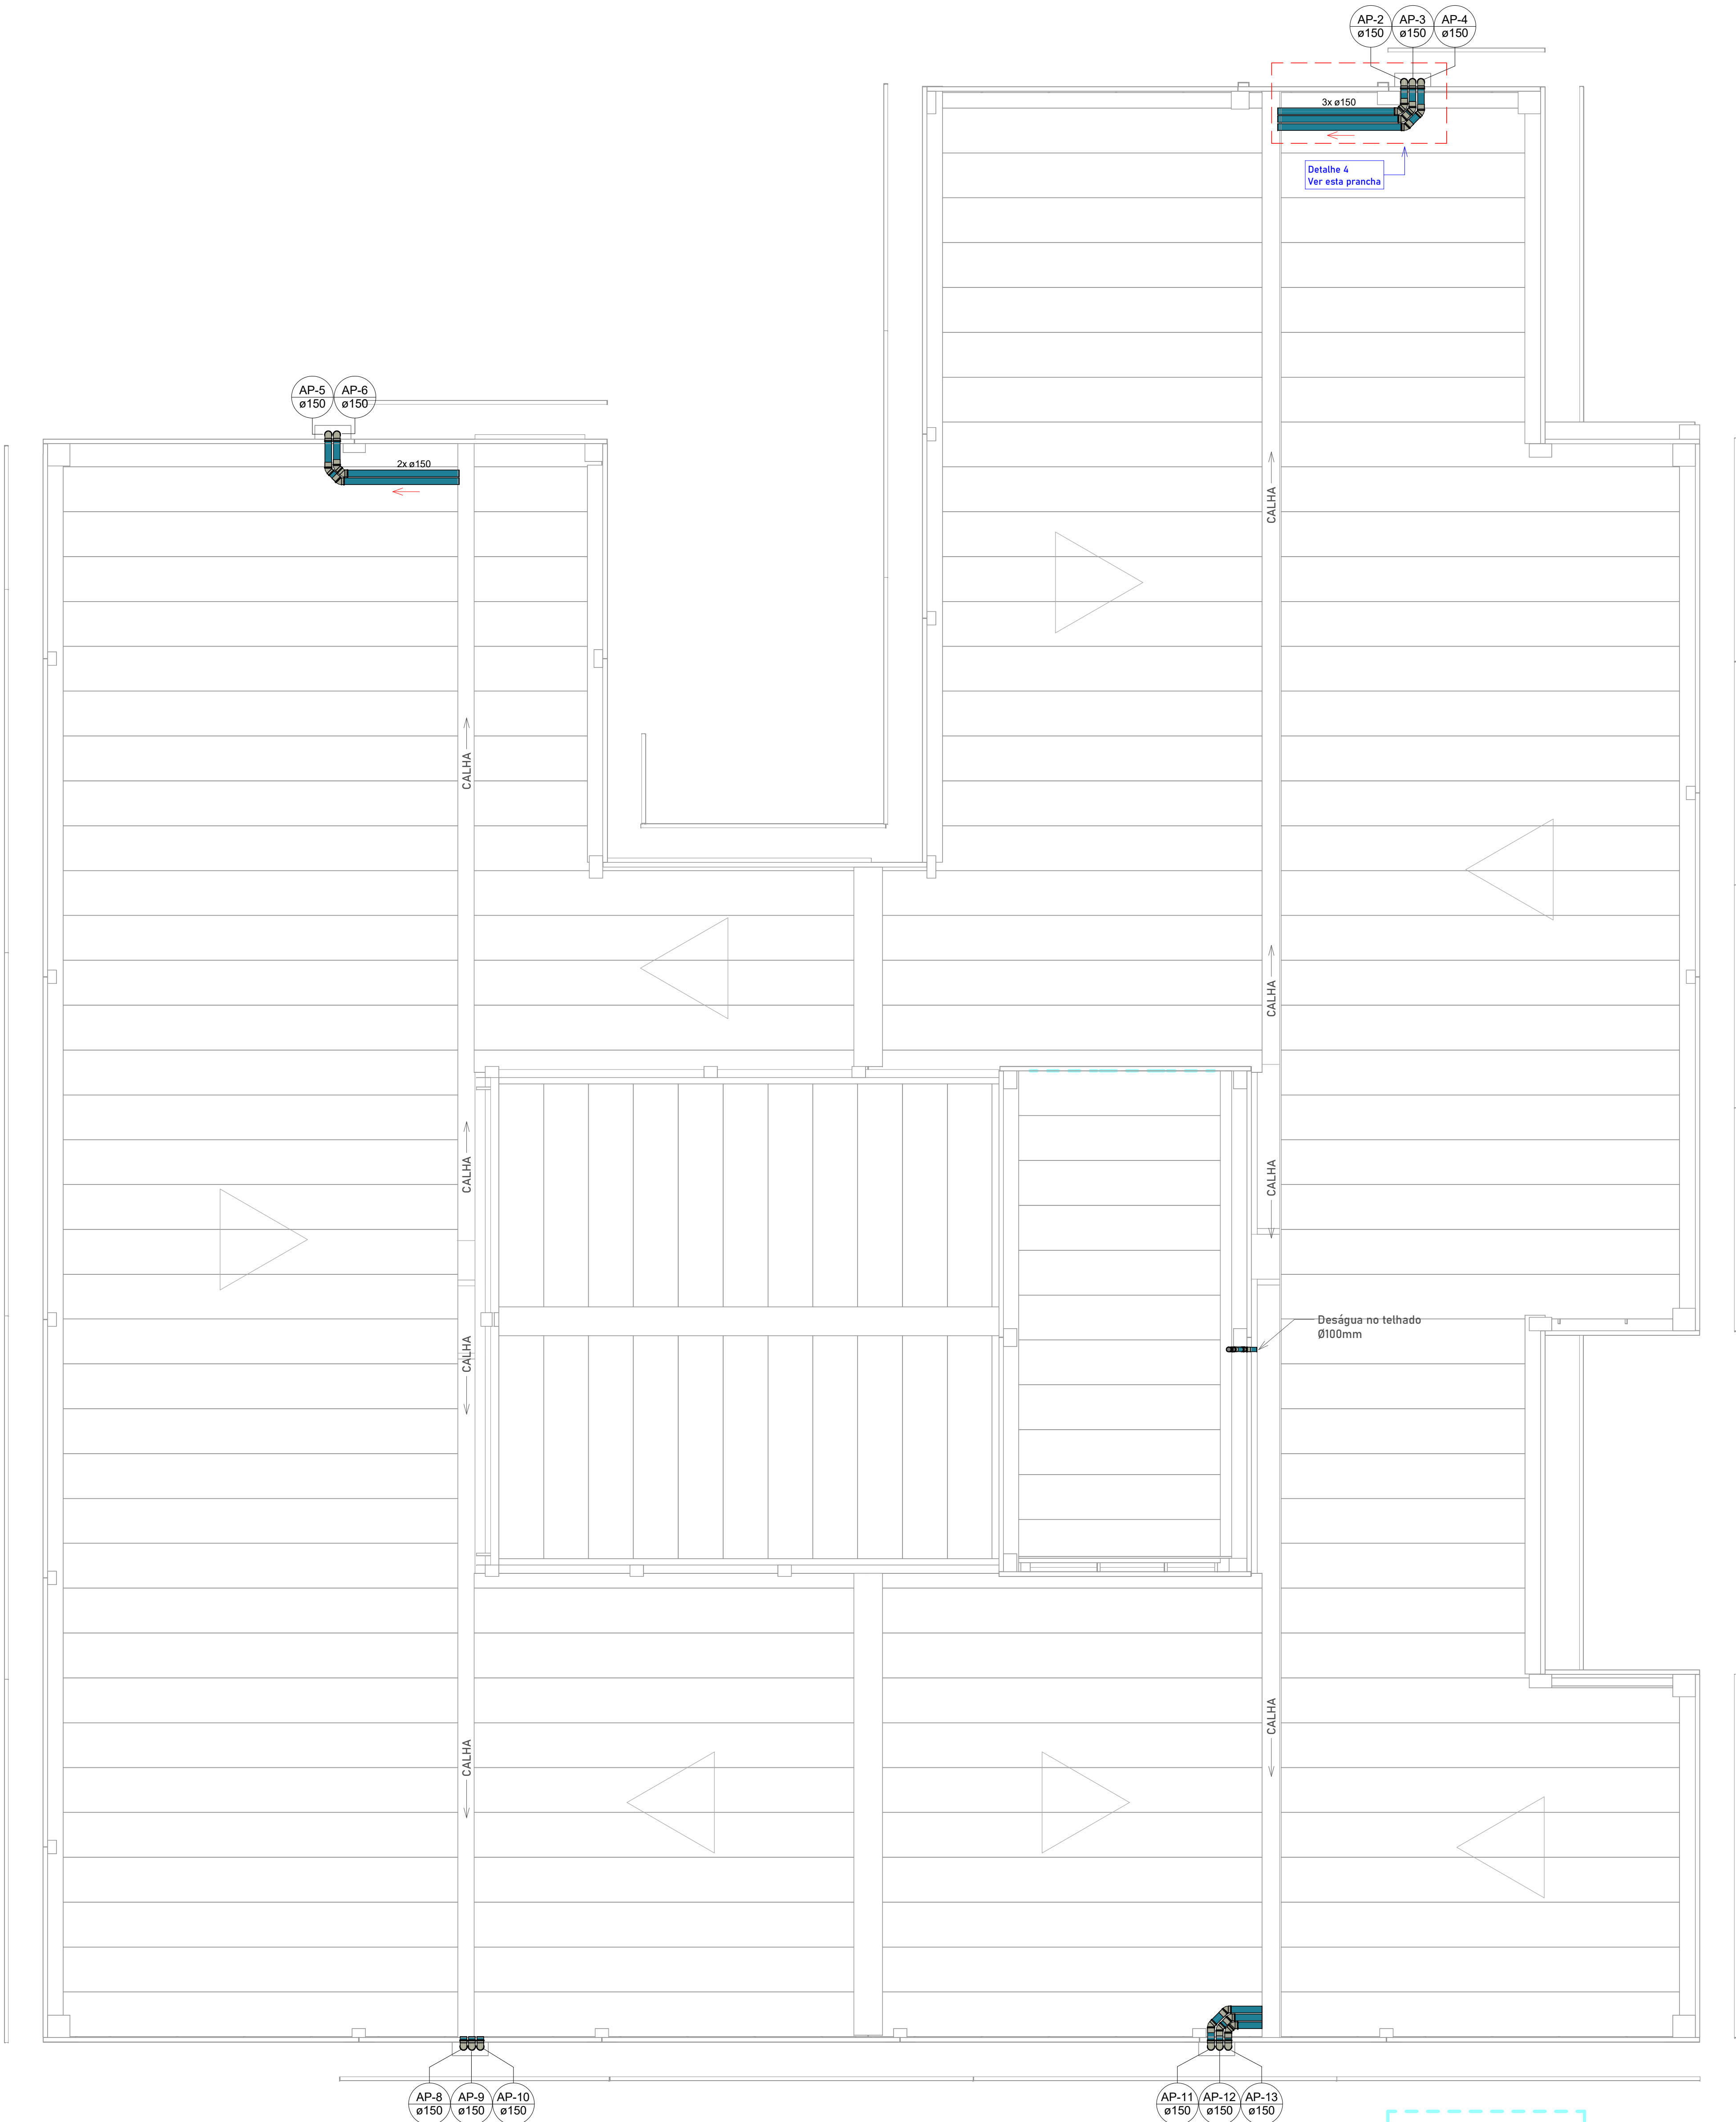 AP-2 AP-3 AP-4
ø150 ø150 ø150
3x ø150
Detalhe 4
Ver esta prancha
AP-5 AP-6
ø150 ø150
2x ø150
CALHA
CALHA
CALHA
CALHA
CALHA
Deságua no telhado
Ø100mm
CALHA
CALHA
CALHA
AP-8 AP-9 AP-10
ø150 ø150 ø150
AP-11 AP-12 AP-13
ø150 ø150 ø150